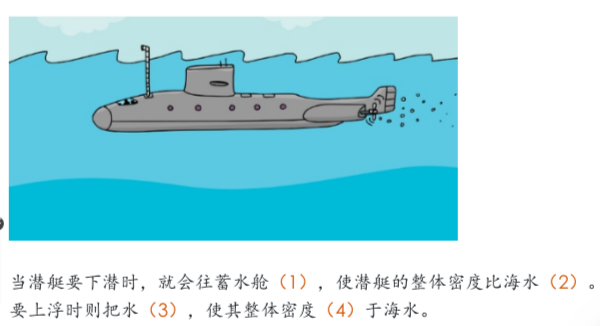 当潜艇要下潜时，就会往蓄水舱（1），使潜艇的整体密度比海水（2）。
要上浮时则把水（3），使其整体密度（4）于海水。